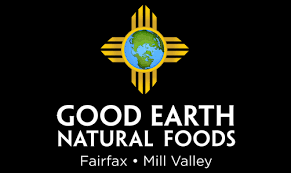 GOOD EARTH
NATURAL FOODS
Fairfax • Mill Valley